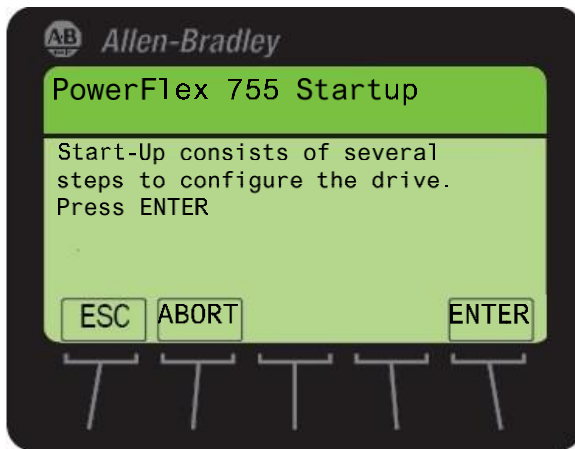 AB Allen-Bradley
PowerFlex 755 Startup
Start-Up consists of several
steps to configure the drive.
Press ENTER
ESC ABORT ENTER